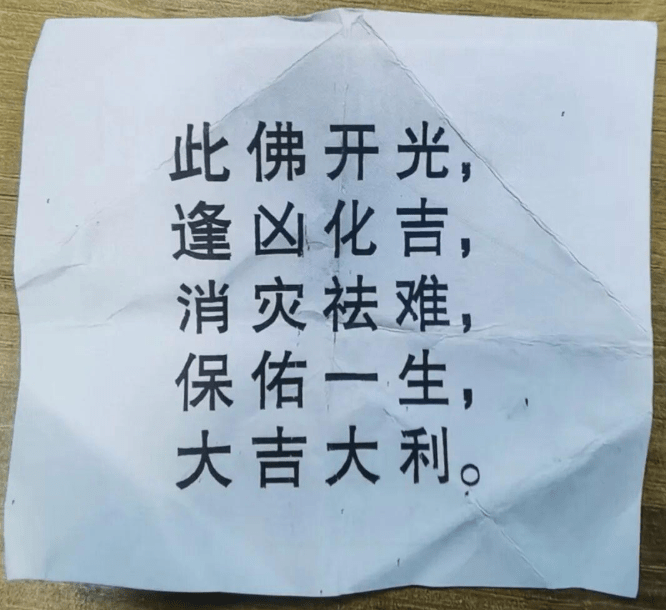 此佛开光，
逢凶化吉，
消灾祛难，
保佑一生，
大吉大利。